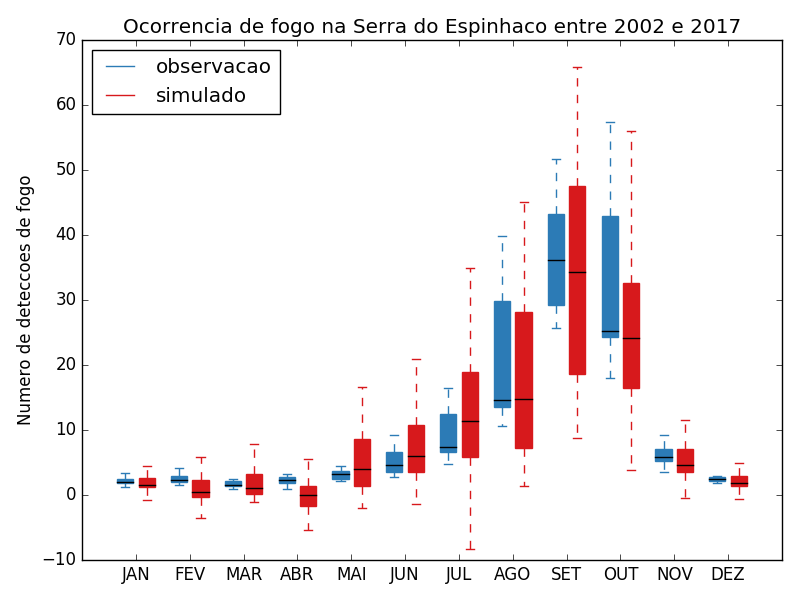 Ocorrencia de fogo na Serra do Espinhaco entre 2002 e 2017
observacao
simulado
Numero de deteccoes de fogo
70
60
50
40
30
20
10
0
−10
JAN FEV MAR ABR MAI JUN JUL AGO SET OUT NOV DEZ